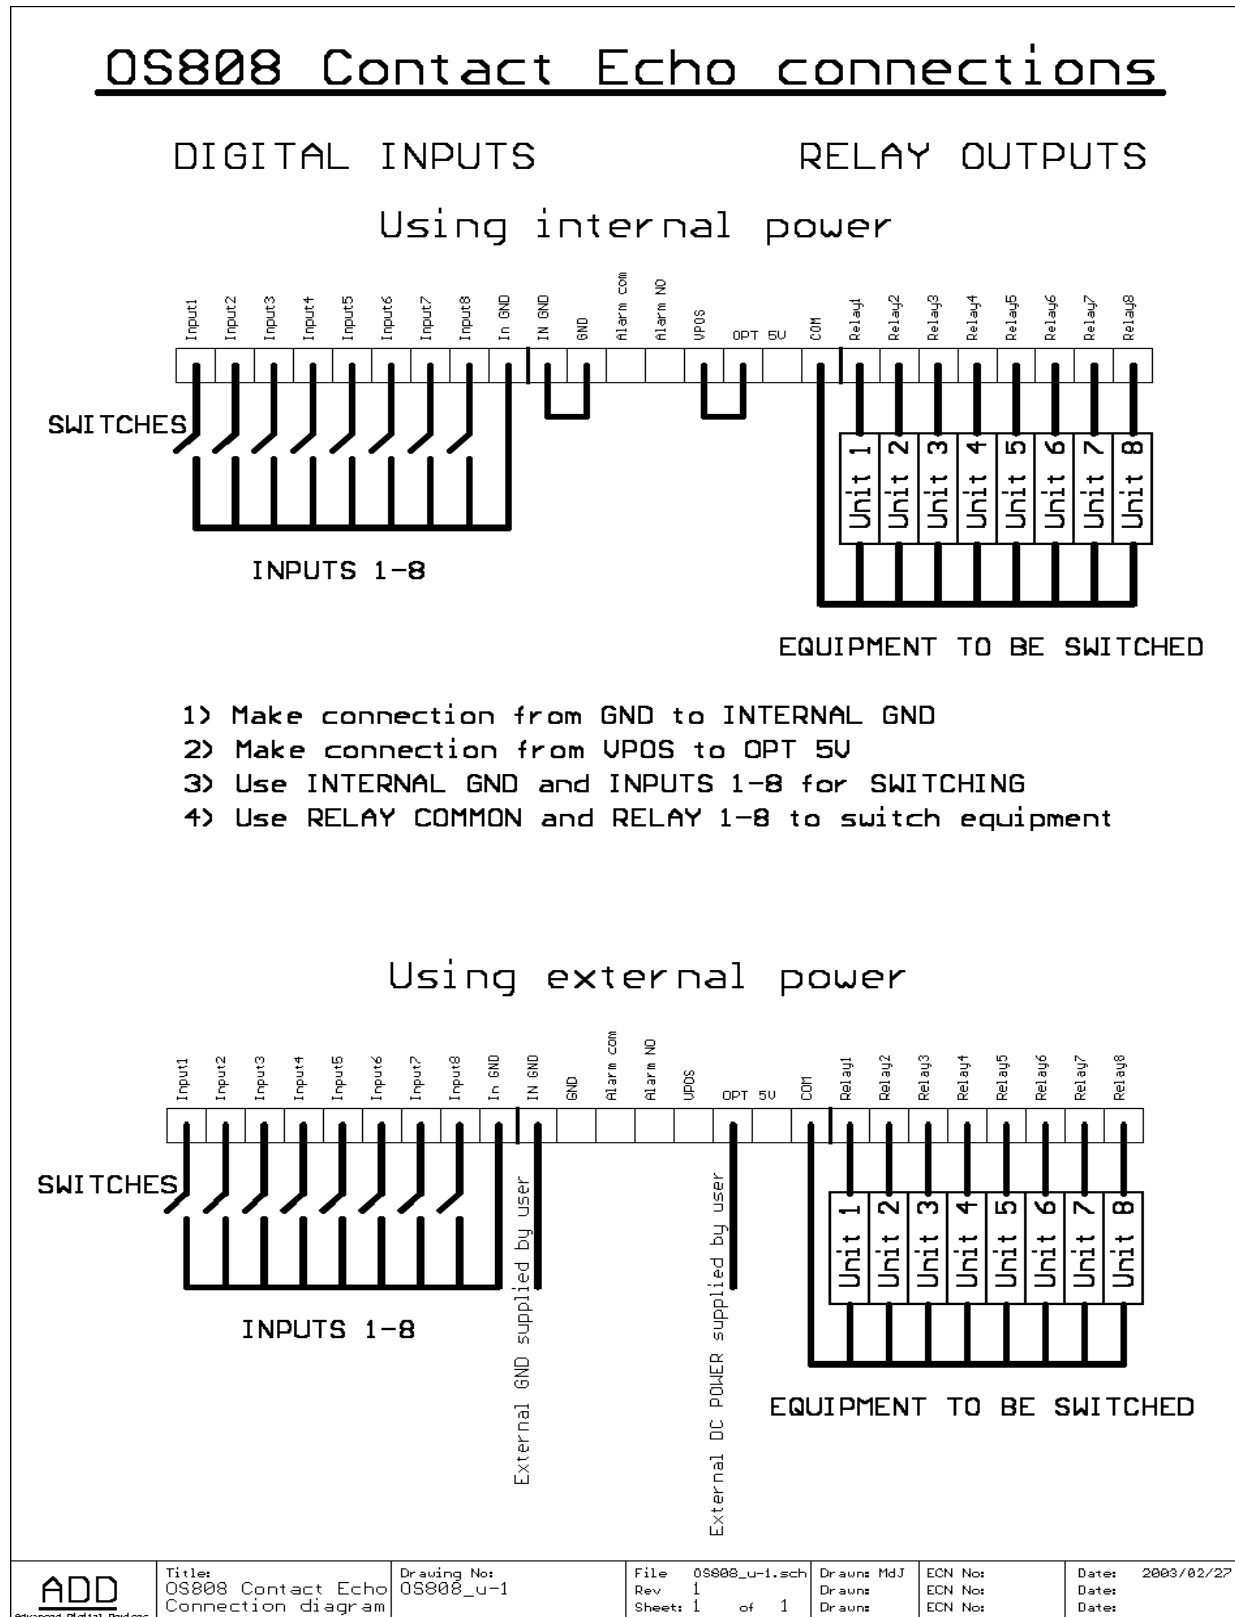 OS808 Contact Echo connections
DIGITAL INPUTS
RELAY OUTPUTS
Using internal power
Input1
Input2
Input3
Input4
Input5
Input6
Input7
Input8
In GND
IN GND
GND
Alarm com
Alarm NO
VPOS
OPT 5V
COM
Relay1
Relay2
Relay3
Relay4
Relay5
Relay6
Relay7
Relay8
SWITCHES
Unit 1
Unit 2
Unit 3
Unit 4
Unit 5
Unit 6
Unit 7
Unit 8
INPUTS 1-8
EQUIPMENT TO BE SWITCHED
1) Make connection from GND to INTERNAL GND
2) Make connection from VPOS to OPT 5V
3) Use INTERNAL GND and INPUTS 1-8 for SWITCHING
4) Use RELAY COMMON and RELAY 1-8 to switch equipment
Using external power
Input1
Input2
Input3
Input4
Input5
Input6
Input7
Input8
In GND
IN GND
GND
Alarm com
Alarm NO
VPOS
OPT 5V
COM
Relay1
Relay2
Relay3
Relay4
Relay5
Relay6
Relay7
Relay8
SWITCHES
External GND supplied by user
External DC POWER supplied by user
Unit 1
Unit 2
Unit 3
Unit 4
Unit 5
Unit 6
Unit 7
Unit 8
INPUTS 1-8
EQUIPMENT TO BE SWITCHED
ADD
Advanced Digital Devices
Title:
OS808 Contact Echo
Connection diagram
Drawing No:
OS808_u-1
File OS808_u-1.sch
Rev 1
Sheet: 1 of 1
Drawn: MdJ
Drawn:
Drawn:
ECN No:
ECN No:
ECN No:
Date: 2003/02/27
Date:
Date: